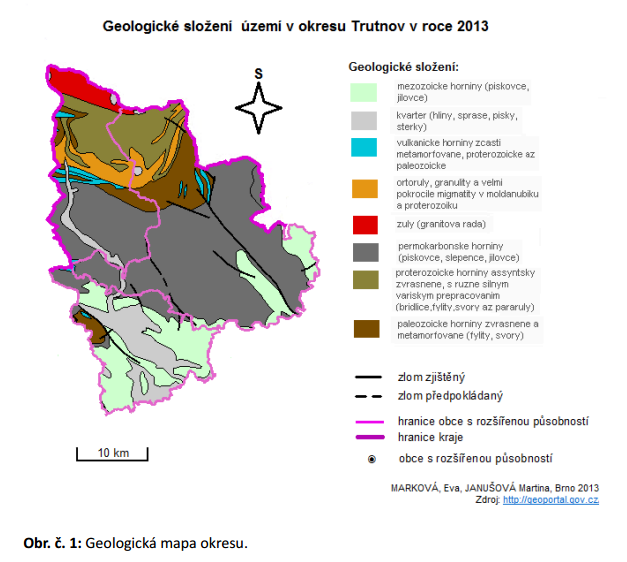 Geologické složení území v okresu Trutnov v roce 2013
Geologické složení:
S
mezozoicke horniny (piskovce,
jilovce)
kvarter (hliny, sprase, pisky,
sterky)
vulkanicke horniny zcasti
metamorfovane, proterozoicke az
paleozoicke
ortoruly, granulity a velmi
pokrocile migmatity v moldanubiku
a proterozoiku
zuly (granitova rada)
permokarbonske horniny
(piskovce, slepence, jilovce)
proterozoicke horniny assyntsky
zvrasnene, s ruzne silnym
variskym prepracovanim
(bridlice,fylity,svory az pararuly)
paleozoicke horniny zvrasnene a
metamorfovane (fylity, svory)
zlom zjištěný
zlom předpokládaný
hranice obce s rozšířenou působností
hranice kraje
obce s rozšířenou působností
10 km
MARKOVÁ, Eva, JANUŠOVÁ Martina, Brno 2013
Zdroj: http://geoportal.gov.cz
Obr. č. 1: Geologická mapa okresu.